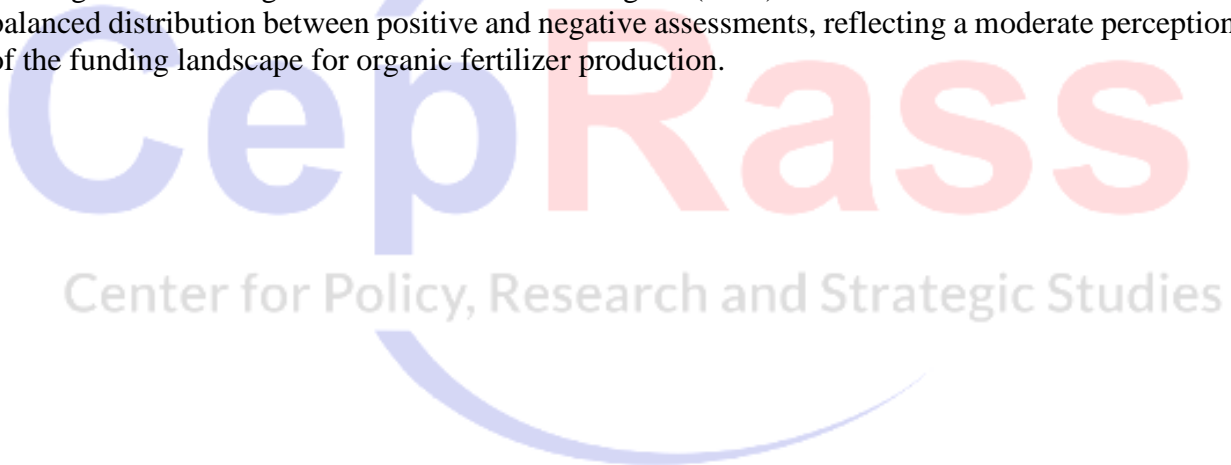 balanced distribution between positive and negative assessments, reflecting a moderate perception
of the funding landscape for organic fertilizer production.
CepRass
Center for Policy, Research and Strategic Studies